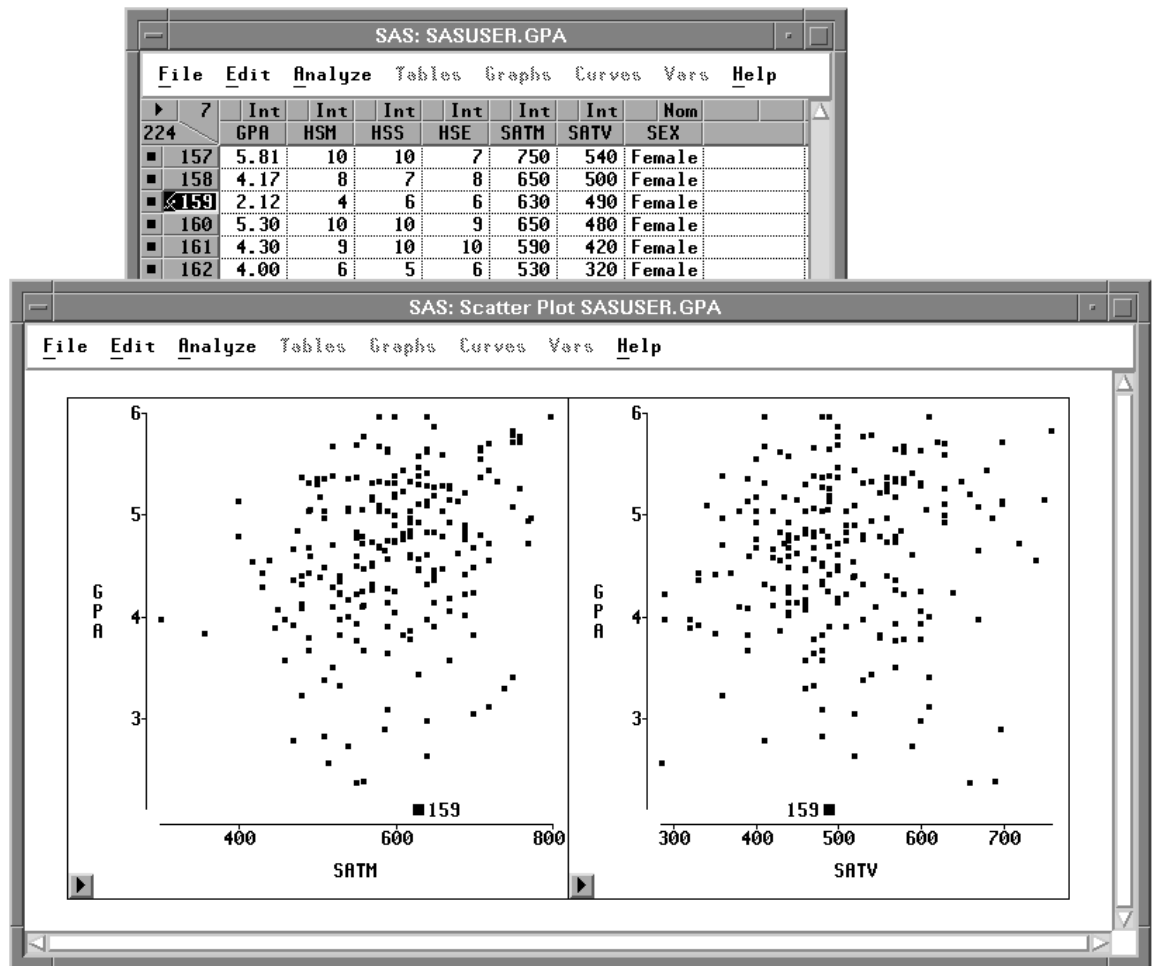 SAS: SASUSER.GPA
File Edit Analyze Tables Graphs Curves Vars Help
7 Int Int Int Int Int Int Nom
224 GPA HSM HSS HSE SATM SATV SEX
157 5.81 10 10 7 750 540 Female
158 4.17 8 7 8 650 500 Female
159 2.12 4 6 6 630 490 Female
160 5.30 10 10 9 650 480 Female
161 4.30 9 10 10 590 420 Female
162 4.00 6 5 6 530 320 Female
SAS: Scatter Plot SASUSER.GPA
File Edit Analyze Tables Graphs Curves Vars Help
6
5
4
3
GPA
159
400 600 800
SATM
6
5
4
3
GPA
159
300 400 500 600 700
SATV